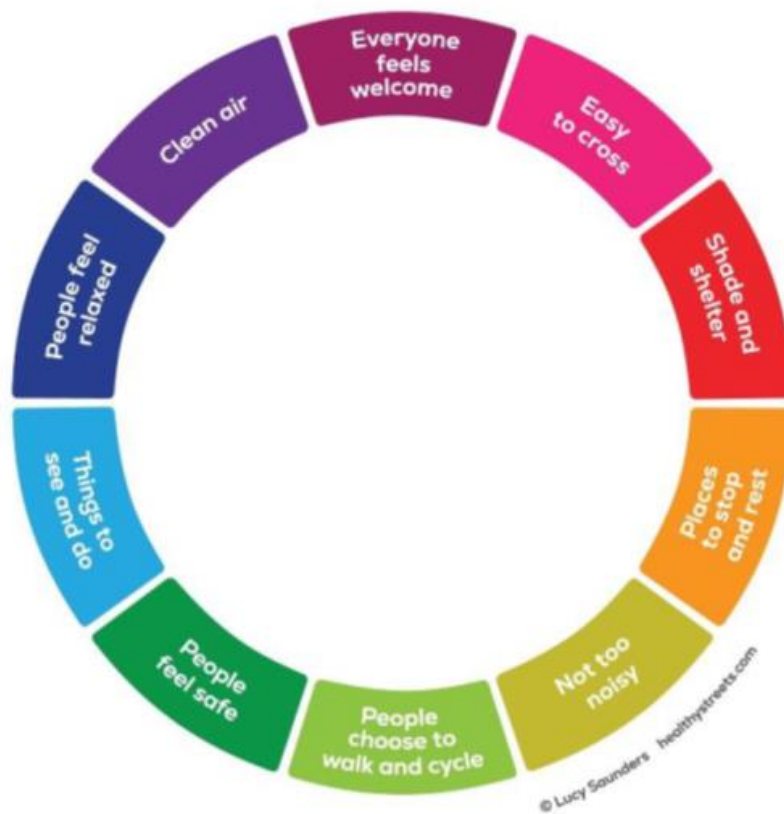 Everyone
feels
welcome
Easy
to cross
Shade and
shelter
Places
to stop
and rest
Not too
noisy
People
choose to
walk and cycle
People
feel safe
Things to
see and do
People feel
relaxed
Clean air
© Lucy Saunders healthystreets.com